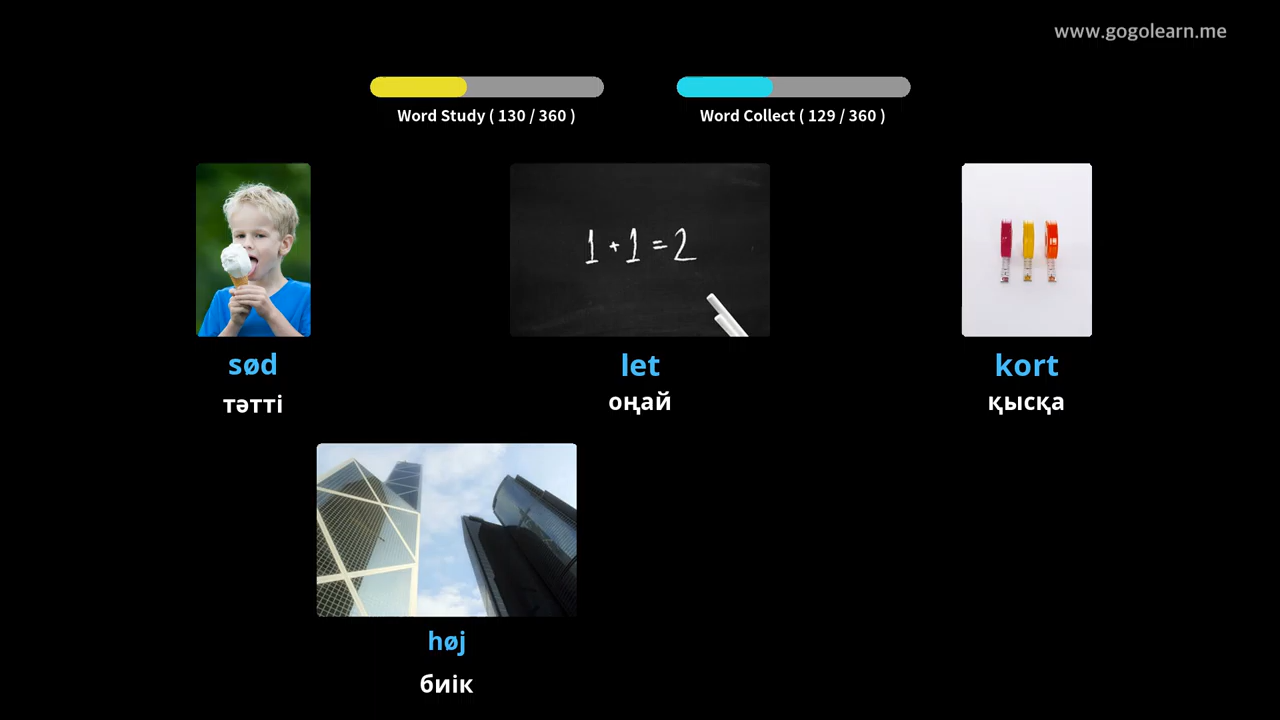 www.gogolearn.me
Word Study ( 130 / 360 )
Word Collect ( 129 / 360 )
1 + 1 = 2
sød
тәтті
let
оңай
kort
қысқа
høj
биік